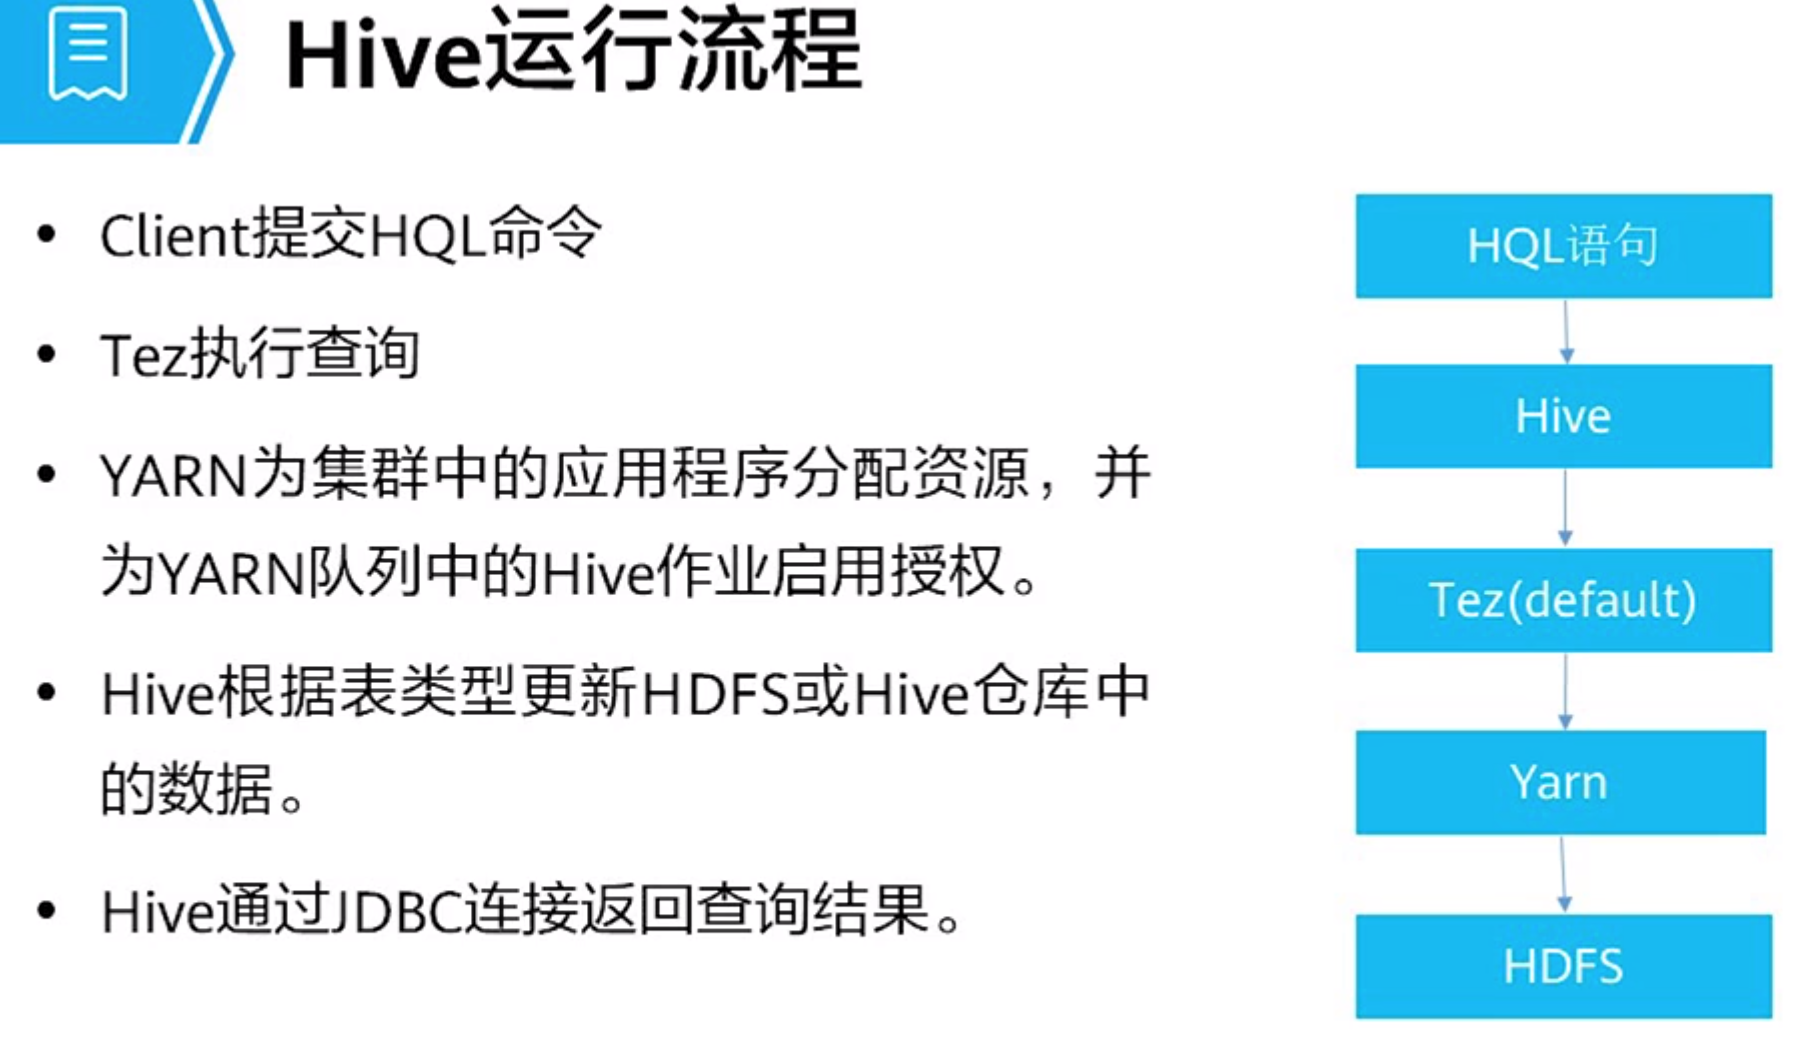 Hive运行流程
Client提交HQL命令
Tez执行查询
YARN为集群中的应用程序分配资源，并
为YARN队列中的Hive作业启用授权。
Hive根据表类型更新HDFS或Hive仓库中
的数据。
Hive通过JDBC连接返回查询结果。
HQL语句
Hive
Tez(default)
Yarn
HDFS